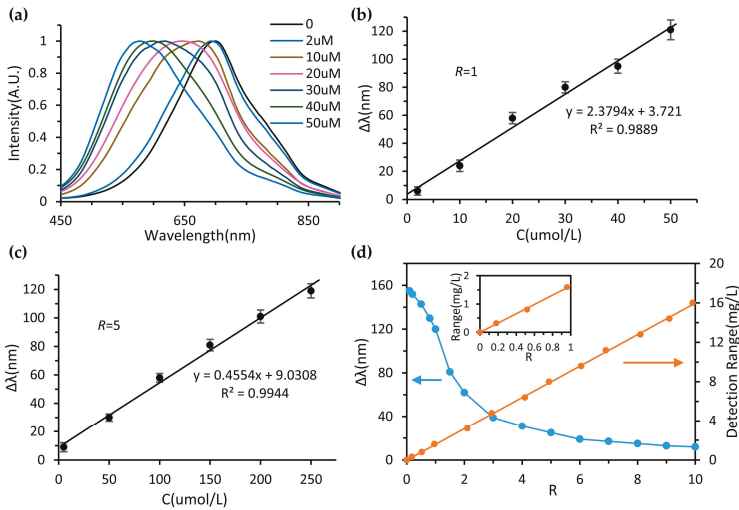 (a)
Intensity(A.U.)
1
0.8
0.6
0.4
0.2
0
450
650
850
Wavelength(nm)
0
2uM
10uM
20uM
30uM
40uM
50uM
(b)
Δλ(nm)
120
100
80
60
40
20
0
0
10
20
30
40
50
C(umol/L)
R=1
y = 2.3794x + 3.721
R² = 0.9889
(c)
Δλ(nm)
120
100
80
60
40
20
0
0
50
100
150
200
250
C(umol/L)
R=5
y = 0.4554x + 9.0308
R² = 0.9944
(d)
Δλ(nm)
160
120
80
40
0
0
2
4
6
8
10
R
Detection Range(mg/L)
20
16
12
8
4
0
Range(mg/L)
2
1
0
0
0.2
0.4
0.6
0.8
1
R